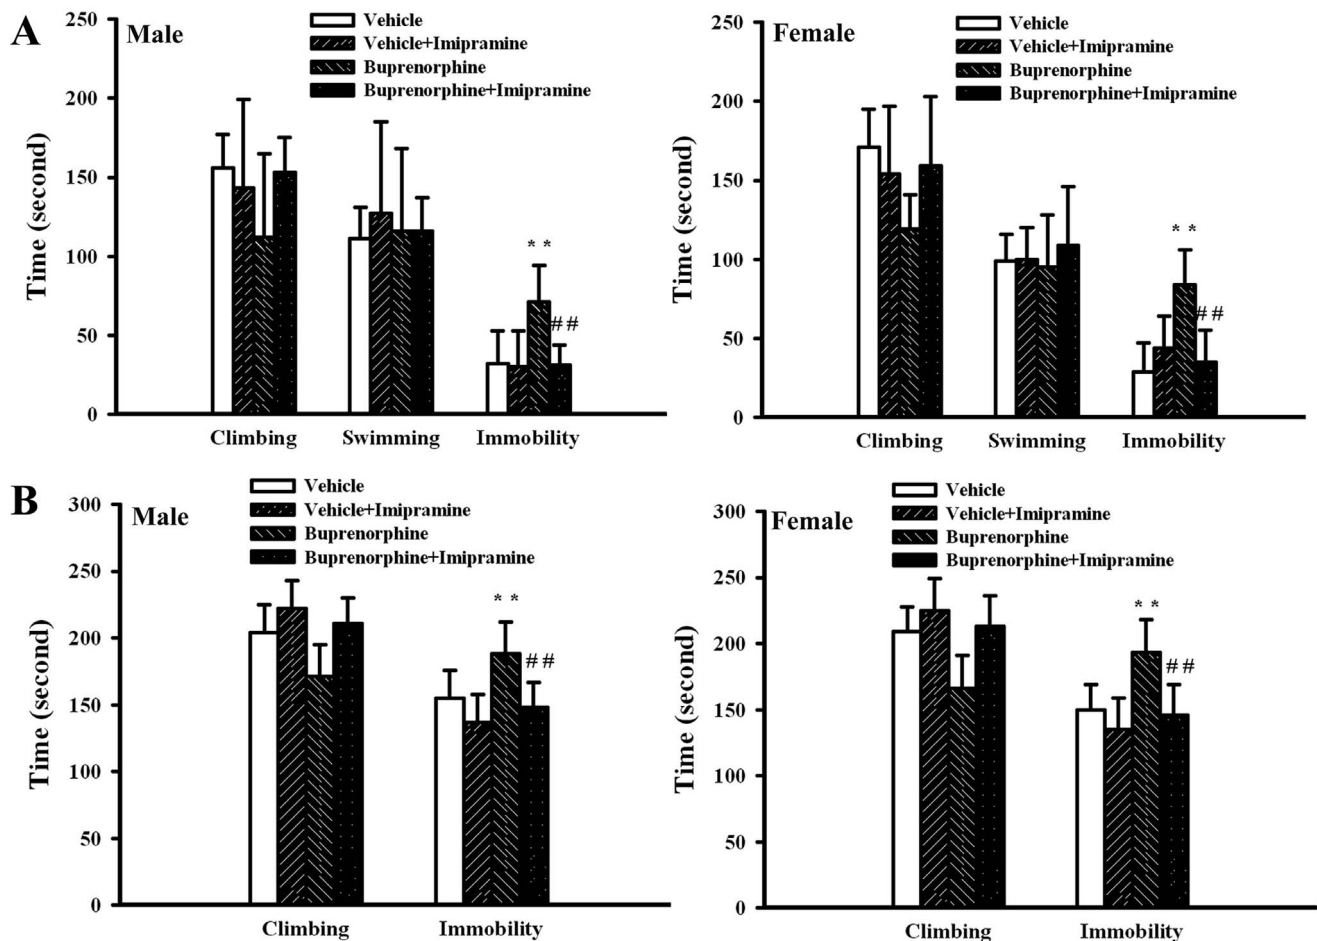 A
Male
Vehicle
Vehicle+Imipramine
Buprenorphine
Buprenorphine+Imipramine
Time (second)
250
200
150
100
50
0
* *
##
Climbing Swimming Immobility
Female
Vehicle
Vehicle+Imipramine
Buprenorphine
Buprenorphine+Imipramine
Time (second)
250
200
150
100
50
0
* *
##
Climbing Swimming Immobility
B
Male
Vehicle
Vehicle+Imipramine
Buprenorphine
Buprenorphine+Imipramine
Time (second)
300
250
200
150
100
50
0
* *
##
Climbing Immobility
Female
Vehicle
Vehicle+Imipramine
Buprenorphine
Buprenorphine+Imipramine
Time (second)
300
250
200
150
100
50
0
* *
##
Climbing Immobility